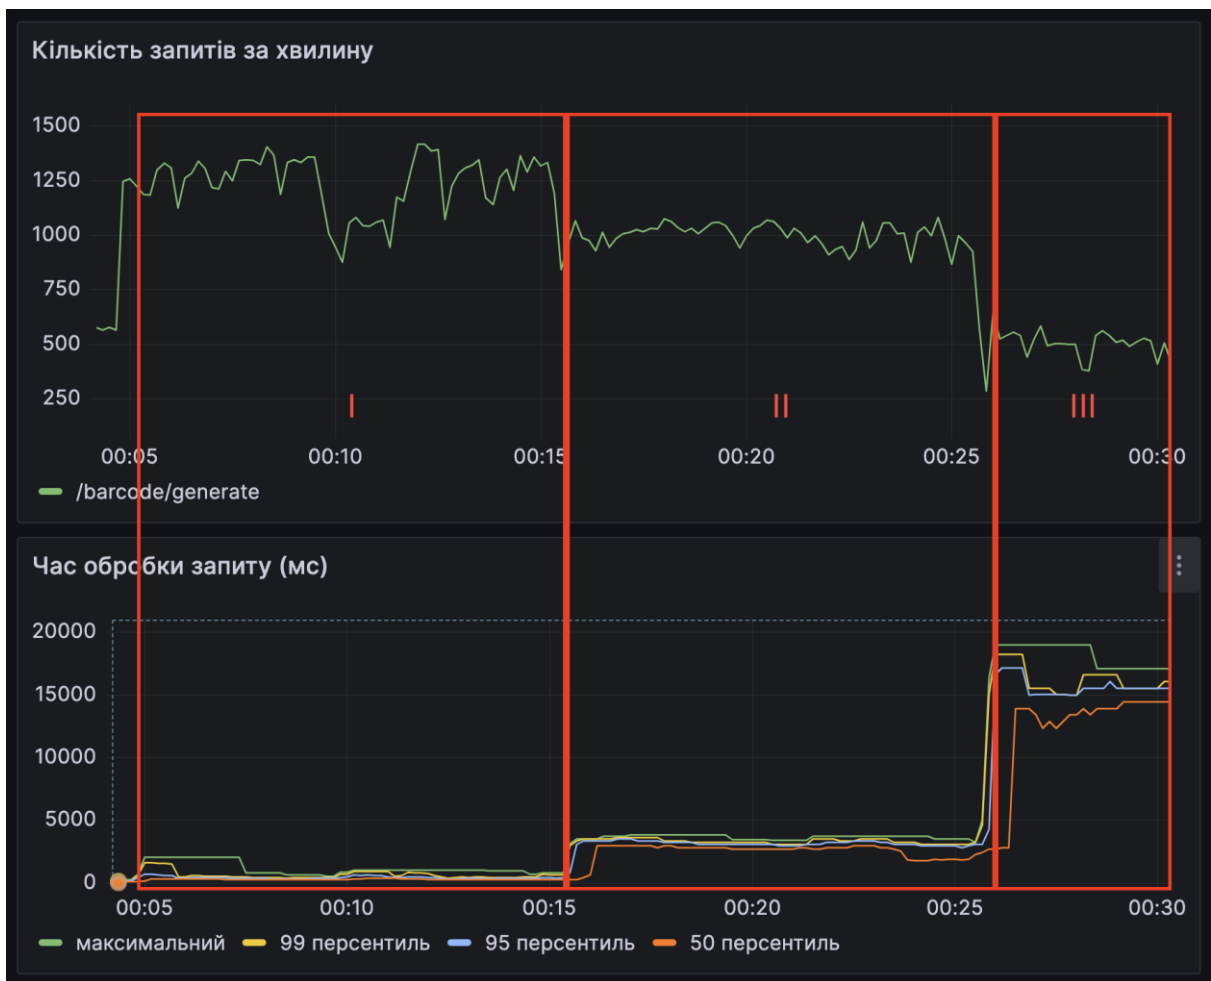 Кількість запитів за хвилину
1500
1250
1000
750
500
250
I
II
III
00:05 00:10 00:15 00:20 00:25 00:30
/barcode/generate
Час обробки запиту (мс)
20000
15000
10000
5000
0
00:05 00:10 00:15 00:20 00:25 00:30
максимальний 99 персентиль 95 персентиль 50 персентиль